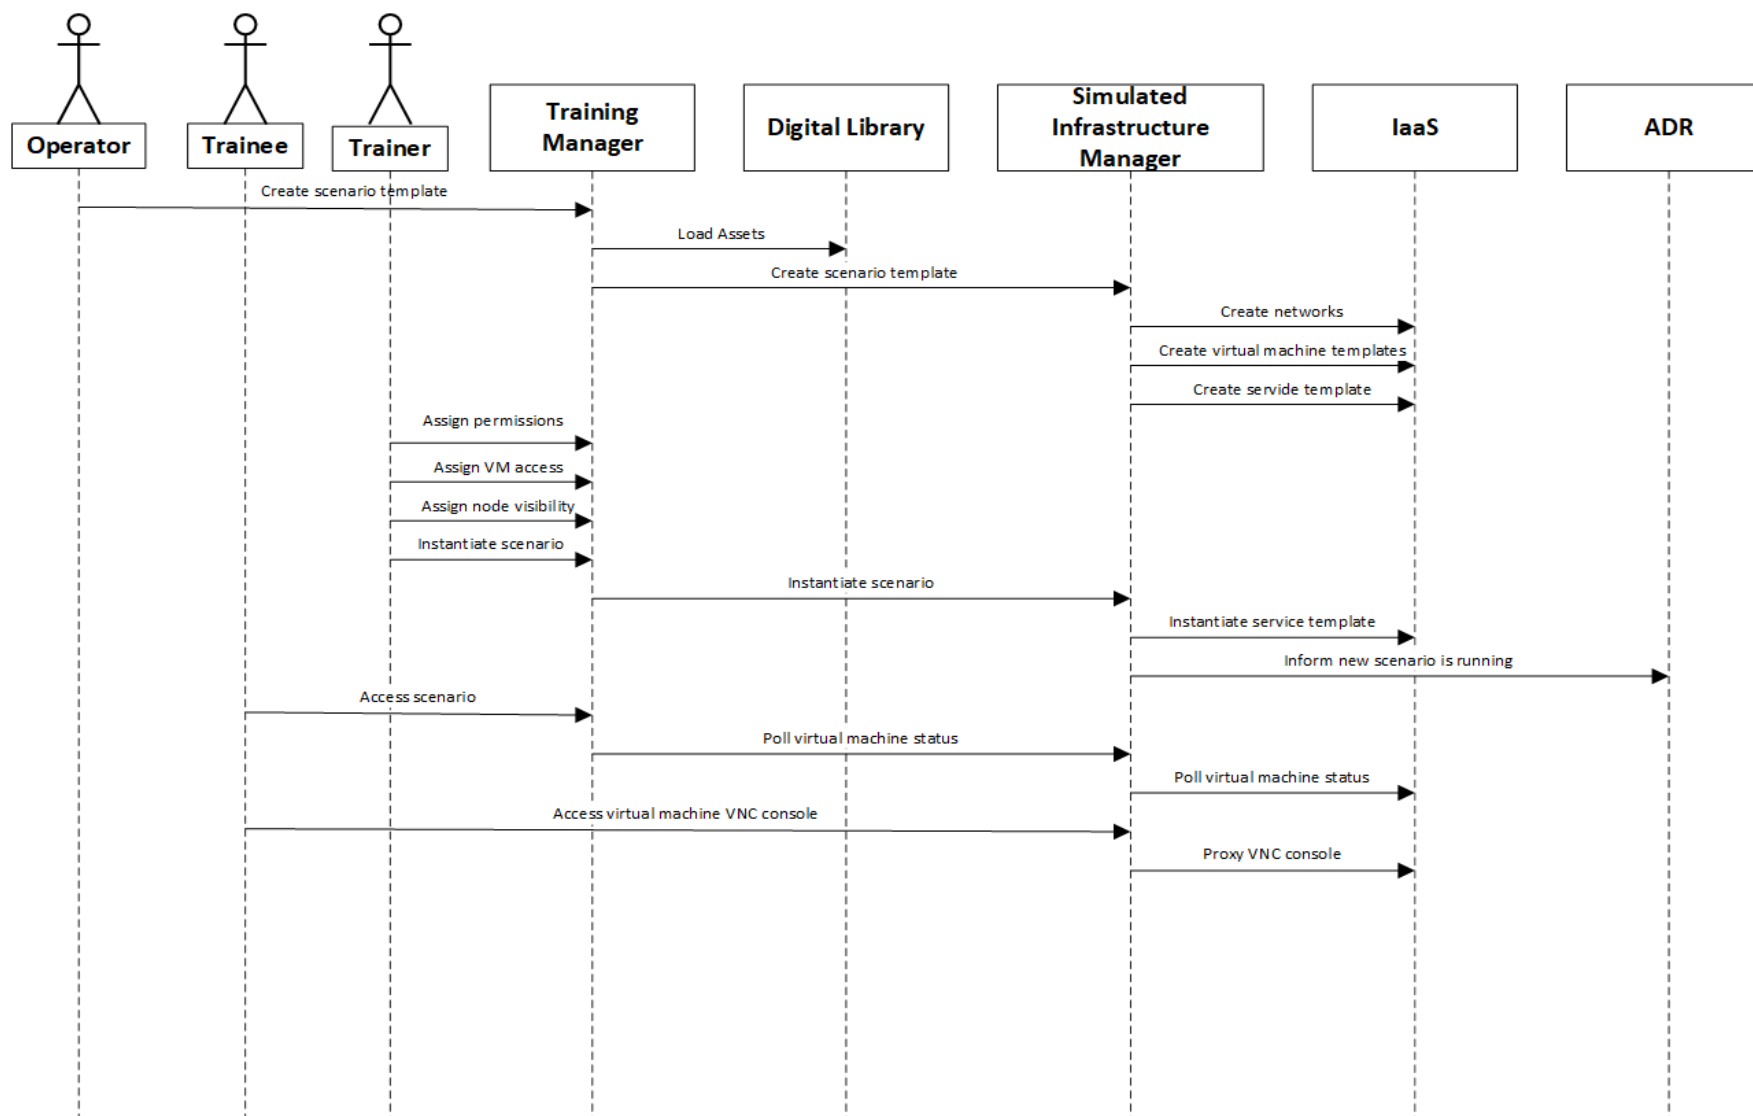 Operator
Trainee
Trainer
Training
Manager
Digital Library
Simulated
Infrastructure
Manager
IaaS
ADR
Create scenario template
Load Assets
Create scenario template
Create networks
Create virtual machine templates
Create servide template
Assign permissions
Assign VM access
Assign node visibility
Instantiate scenario
Instantiate scenario
Instantiate service template
Inform new scenario is running
Access scenario
Poll virtual machine status
Poll virtual machine status
Access virtual machine VNC console
Proxy VNC console